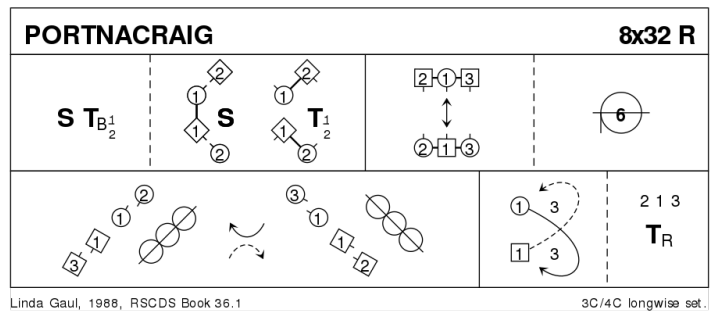 PORTNACRAIG 8x32 R
S TB 1 2 2 1 S 1 2 2 1 T 1 2 1 2 2 1 3 2 1 3 6
2 1 1 3 3 1 1 2 1 3 1 3 2 1 3 TR
Linda Gaul, 1988, RSCDS Book 36.1 3C/4C longwise set.